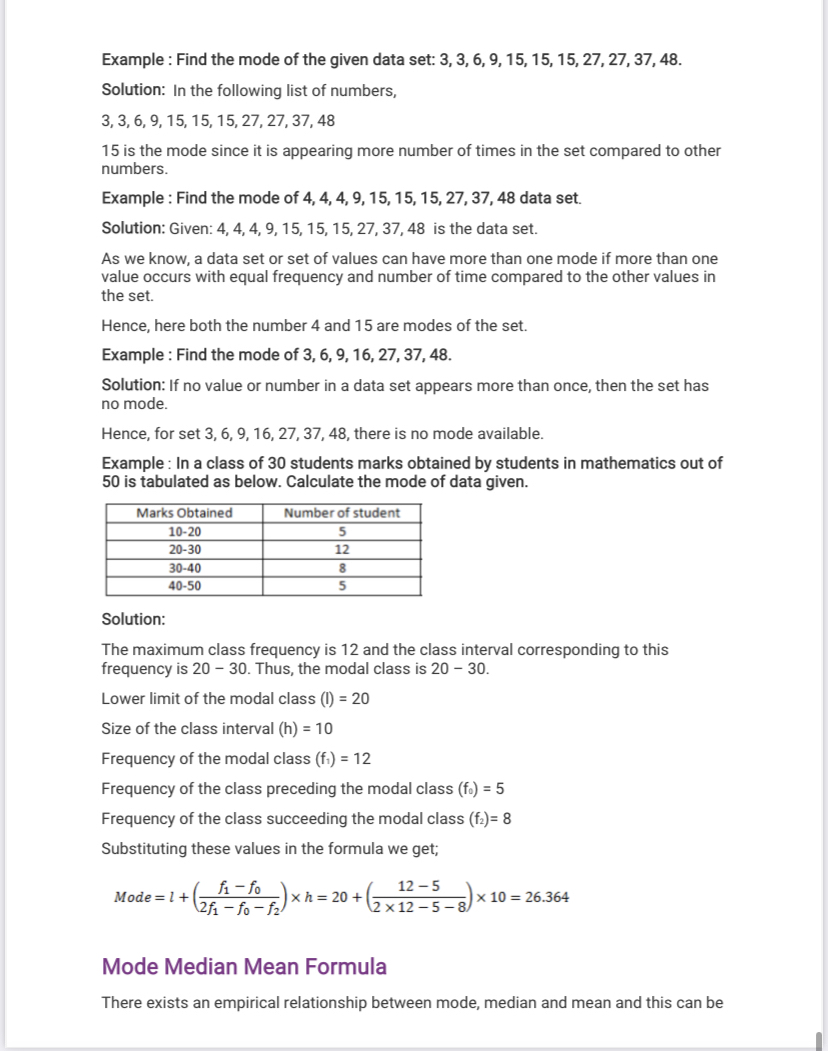 Example : Find the mode of the given data set: 3, 3, 6, 9, 15, 15, 15, 27, 27, 37, 48.
Solution:  In the following list of numbers,
3, 3, 6, 9, 15, 15, 15, 27, 27, 37, 48
15 is the mode since it is appearing more number of times in the set compared to other
numbers.
Example : Find the mode of 4, 4, 4, 9, 15, 15, 15, 27, 37, 48 data set.
Solution: Given: 4, 4, 4, 9, 15, 15, 15, 27, 37, 48  is the data set.
As we know, a data set or set of values can have more than one mode if more than one
value occurs with equal frequency and number of time compared to the other values in
the set.
Hence, here both the number 4 and 15 are modes of the set.
Example : Find the mode of 3, 6, 9, 16, 27, 37, 48.
Solution: If no value or number in a data set appears more than once, then the set has
no mode.
Hence, for set 3, 6, 9, 16, 27, 37, 48, there is no mode available.
Example : In a class of 30 students marks obtained by students in mathematics out of
50 is tabulated as below. Calculate the mode of data given.
Marks Obtained Number of student
10-20 5
20-30 12
30-40 8
40-50 5
Solution:
The maximum class frequency is 12 and the class interval corresponding to this
frequency is 20 – 30. Thus, the modal class is 20 – 30.
Lower limit of the modal class (l) = 20
Size of the class interval (h) = 10
Frequency of the modal class (f₁) = 12
Frequency of the class preceding the modal class (f₀) = 5
Frequency of the class succeeding the modal class (f₂)= 8
Substituting these values in the formula we get;
Mode = l + ((f₁ − f₀)/(2f₁ − f₀ − f₂)) × h = 20 + ((12 − 5)/(2 × 12 − 5 − 8)) × 10 = 26.364
Mode Median Mean Formula
There exists an empirical relationship between mode, median and mean and this can be